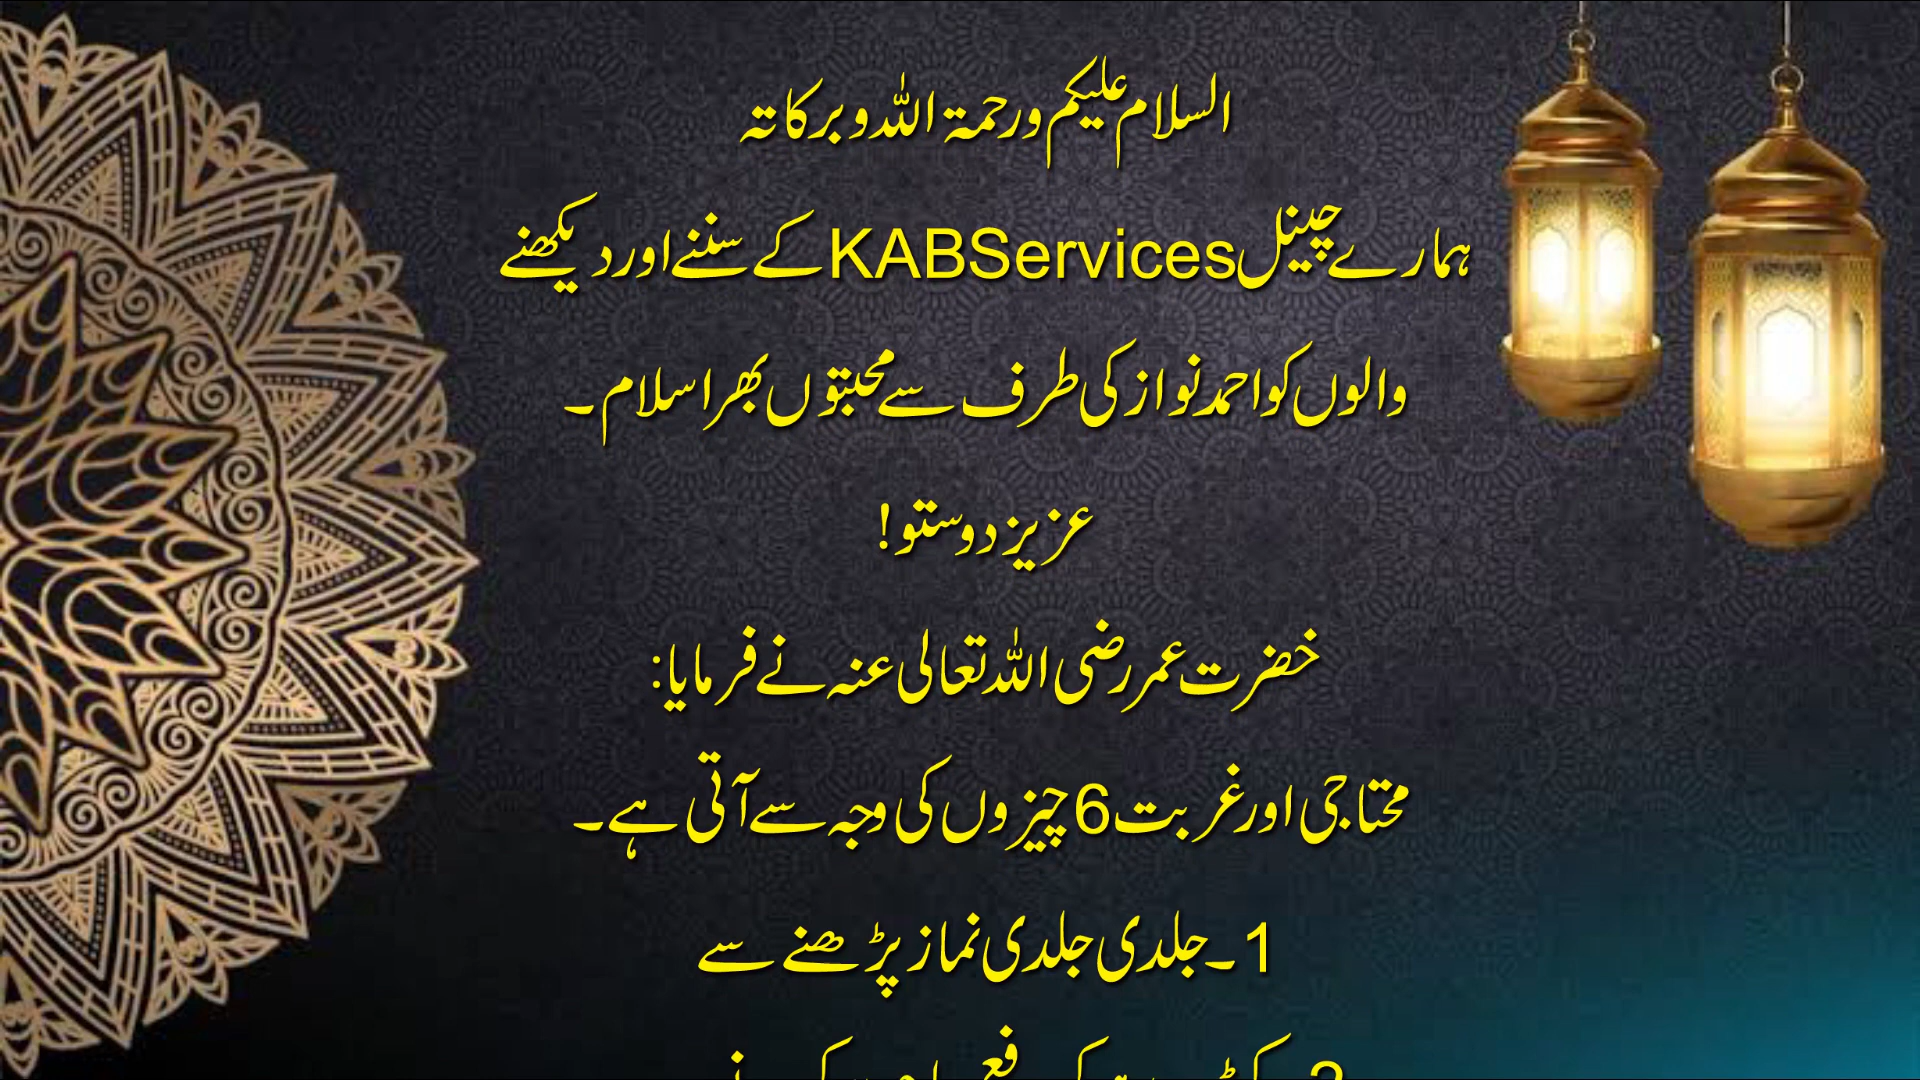 السلام علیکم ورحمۃ اللہ وبرکاتہ
ہمارے چینل KABServices کے سننے اور دیکھنے
والوں کو احمد نواز کی طرف سے محبتوں بھرا سلام ۔
عزیز دوستو !
خضرت عمر رضی اللہ تعالی عنہ نے فرمایا:
محتاجی اور غربت 6 چیزوں کی وجہ سے آتی ہے ۔
1۔ جلدی جلدی نماز پڑھنے سے